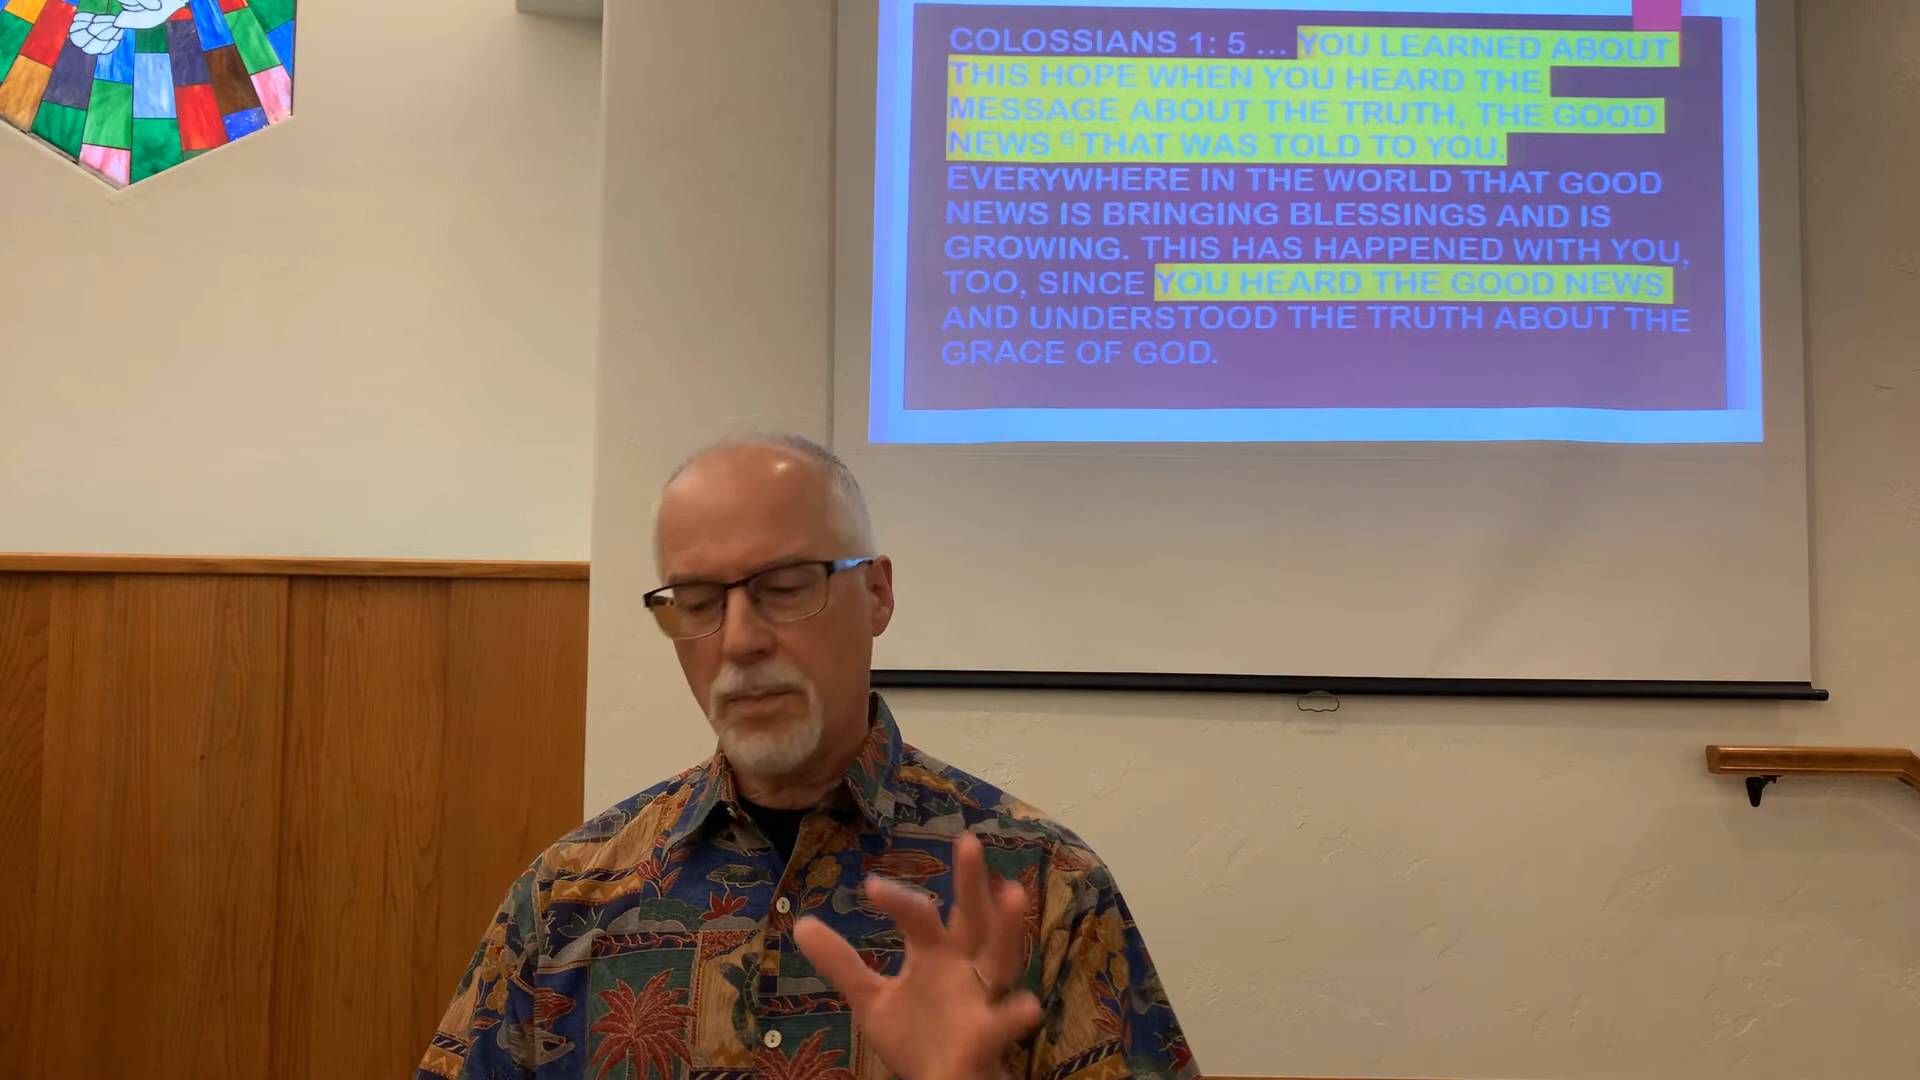 COLOSSIANS 1: 5 ... YOU LEARNED ABOUT
THIS HOPE WHEN YOU HEARD THE
MESSAGE ABOUT THE TRUTH, THE GOOD
NEWS 6 THAT WAS TOLD TO YOU.
EVERYWHERE IN THE WORLD THAT GOOD
NEWS IS BRINGING BLESSINGS AND IS
GROWING. THIS HAS HAPPENED WITH YOU,
TOO, SINCE YOU HEARD THE GOOD NEWS
AND UNDERSTOOD THE TRUTH ABOUT THE
GRACE OF GOD.